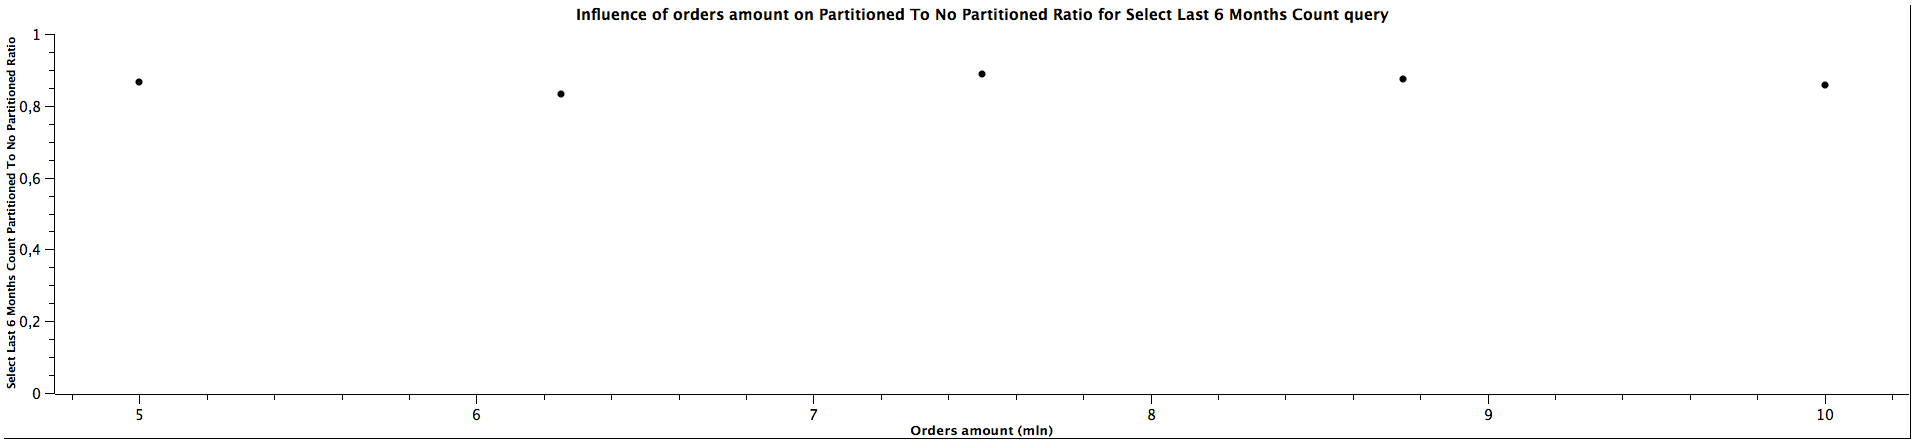 Influence of orders amount on Partitioned To No Partitioned Ratio for Select Last 6 Months Count query
Select Last 6 Months Count Partitioned To No Partitioned Ratio
1
0,8
0,6
0,4
0,2
0
5 6 7 8 9 10
Orders amount (mln)